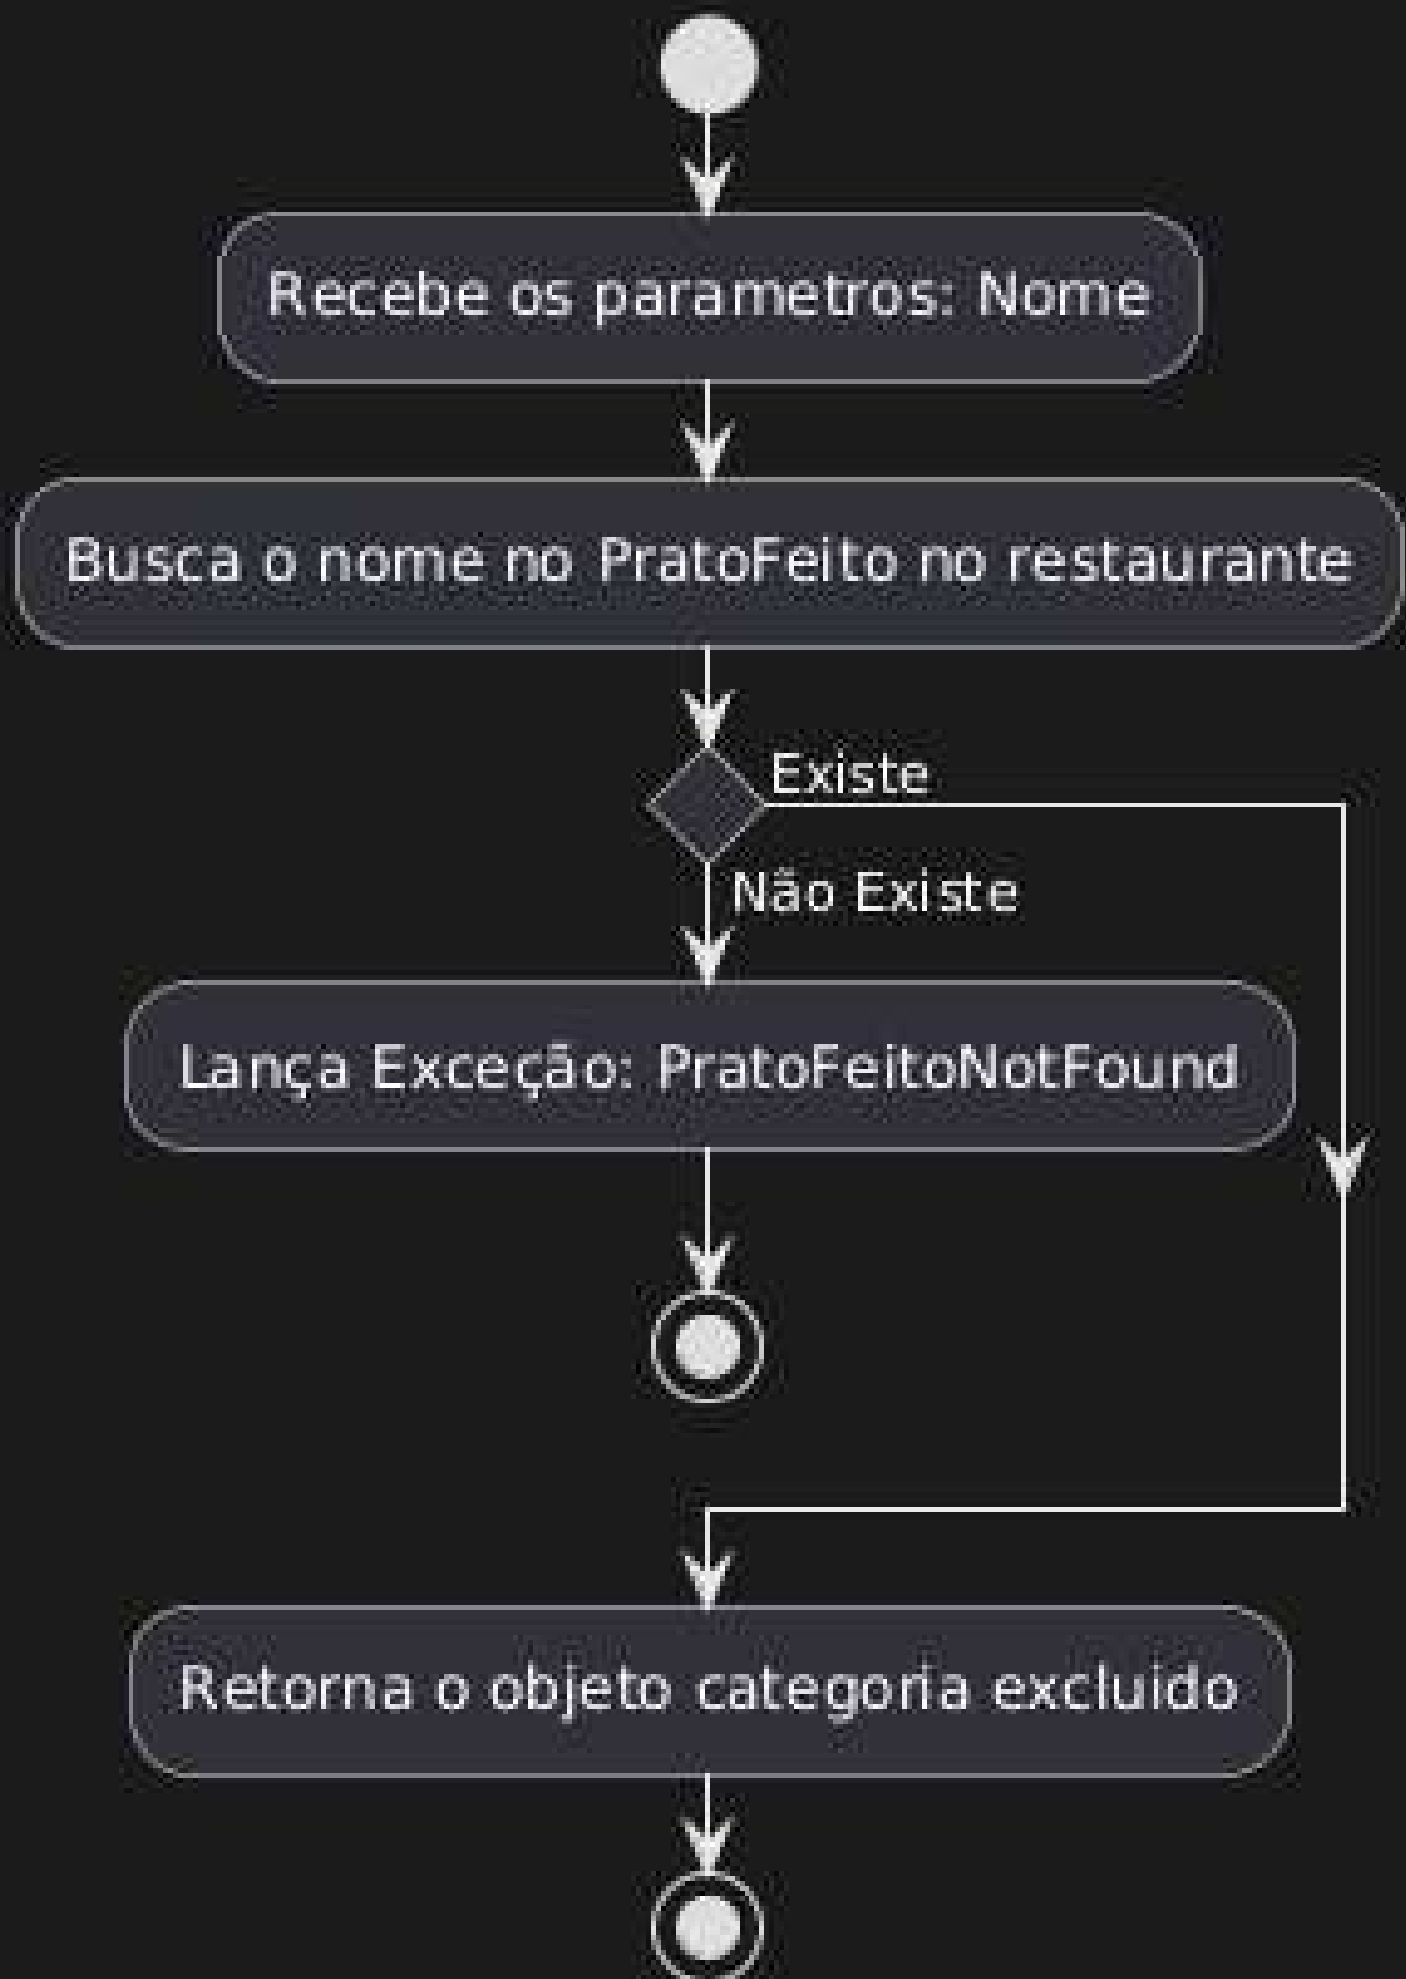 Recebe os parametros: Nome
Busca o nome no PratoFeito no restaurante
Existe
Não Existe
Lança Exceção: PratoFeitoNotFound
Retorna o objeto categoria excluido